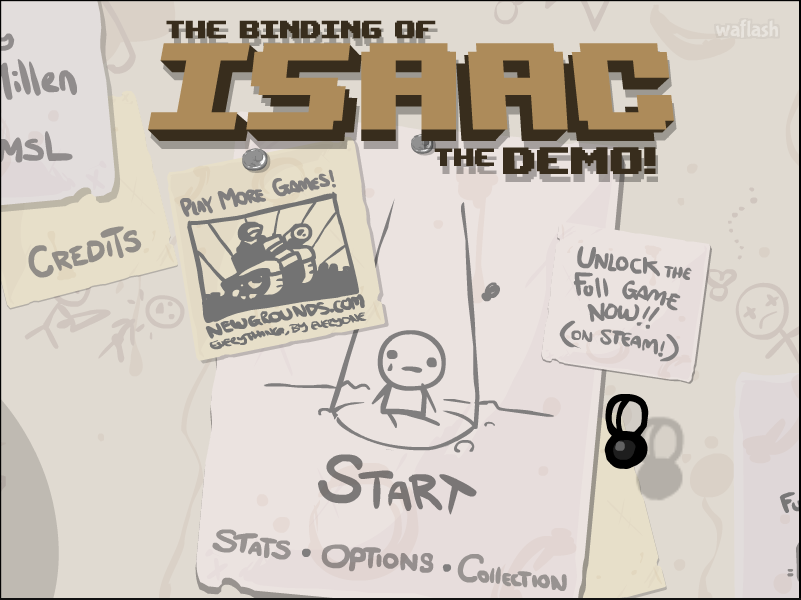 THE BINDING OF
ISAAC
THE DEMO!
waflash
illen
MSL
CREDITS
PLAY MORE GAMES!
NEWGROUNDS.COM
EVERYTHING, BY EVERYONE
UNLOCK THE
FULL GAME
NOW!!
(ON STEAM!)
START
STATS • OPTIONS • COLLECTION